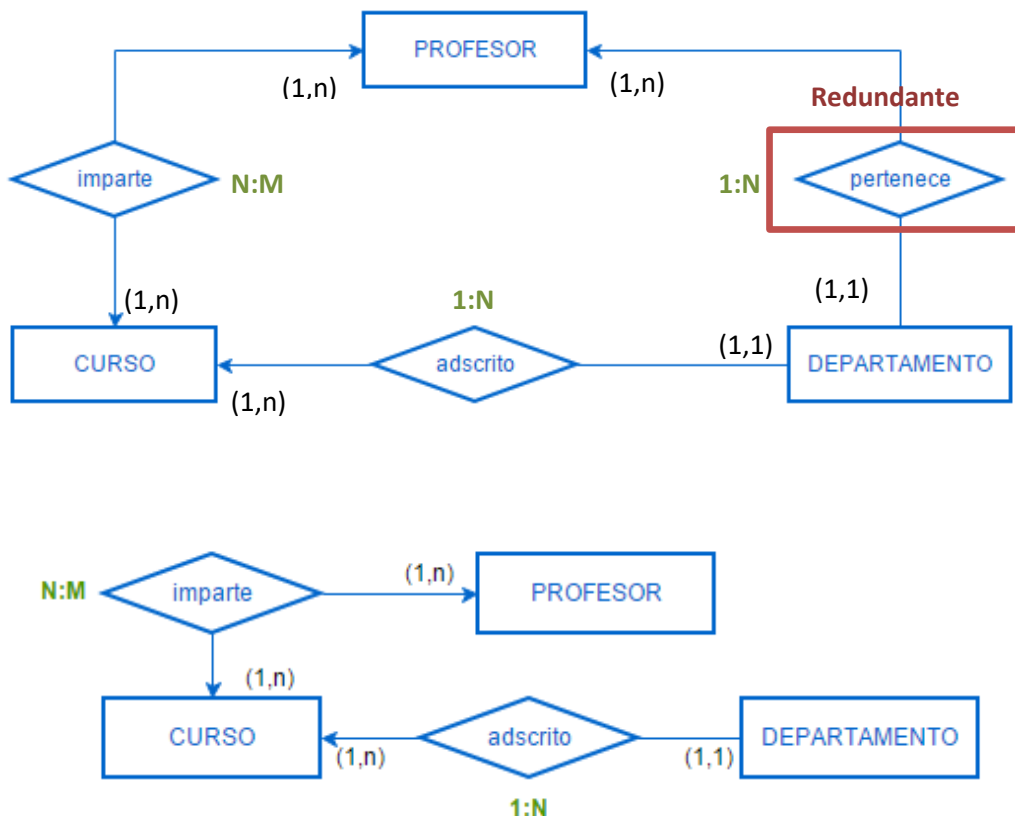 PROFESOR
(1,n)
(1,n)
Redundante
imparte
N:M
1:N
pertenece
(1,n)
1:N
(1,1)
CURSO
adscrito
(1,1)
DEPARTAMENTO
(1,n)
N:M
imparte
(1,n)
PROFESOR
(1,n)
CURSO
(1,n)
adscrito
(1,1)
DEPARTAMENTO
1:N